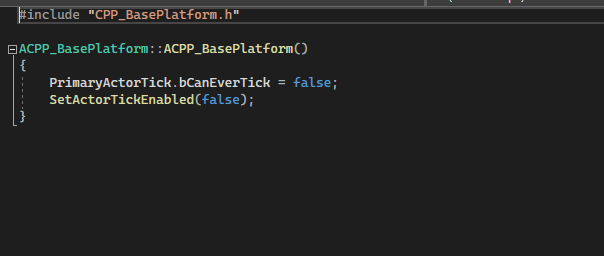 #include "CPP_BasePlatform.h"
ACPP_BasePlatform::ACPP_BasePlatform()
{
PrimaryActorTick.bCanEverTick = false;
SetActorTickEnabled(false);
}